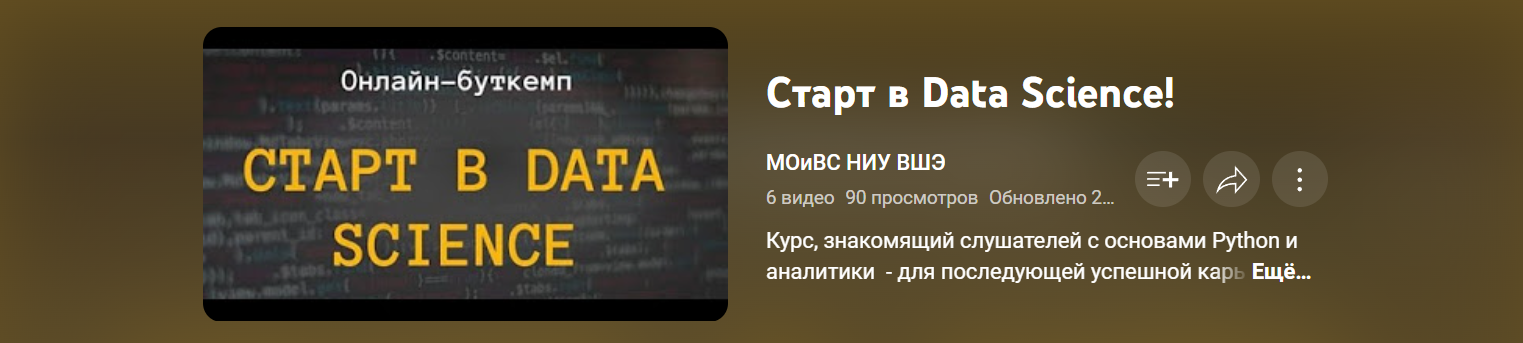 Онлайн-буткемп
СТАРТ В DATA
SCIENCE
Старт в Data Science!
МОиВС НИУ ВШЭ
6 видео 90 просмотров Обновлено 2...
Курс, знакомящий слушателей с основами Python и
аналитики - для последующей успешной карь Ещё...